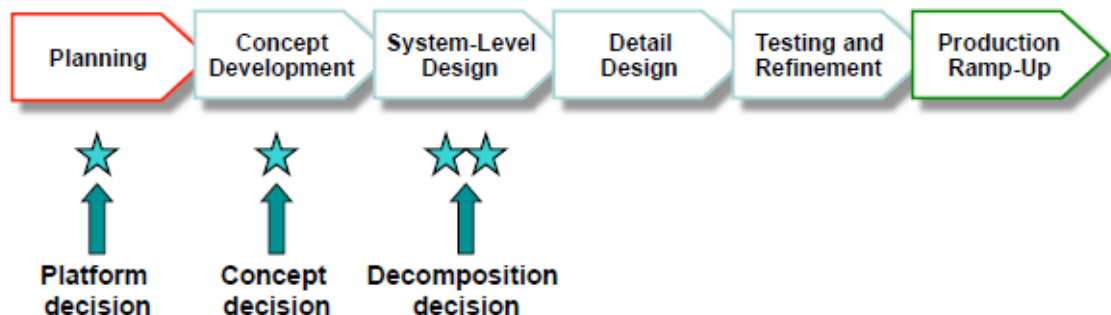 Planning
Concept
Development
System-Level
Design
Detail
Design
Testing and
Refinement
Production
Ramp-Up
Platform
decision
Concept
decision
Decomposition
decision